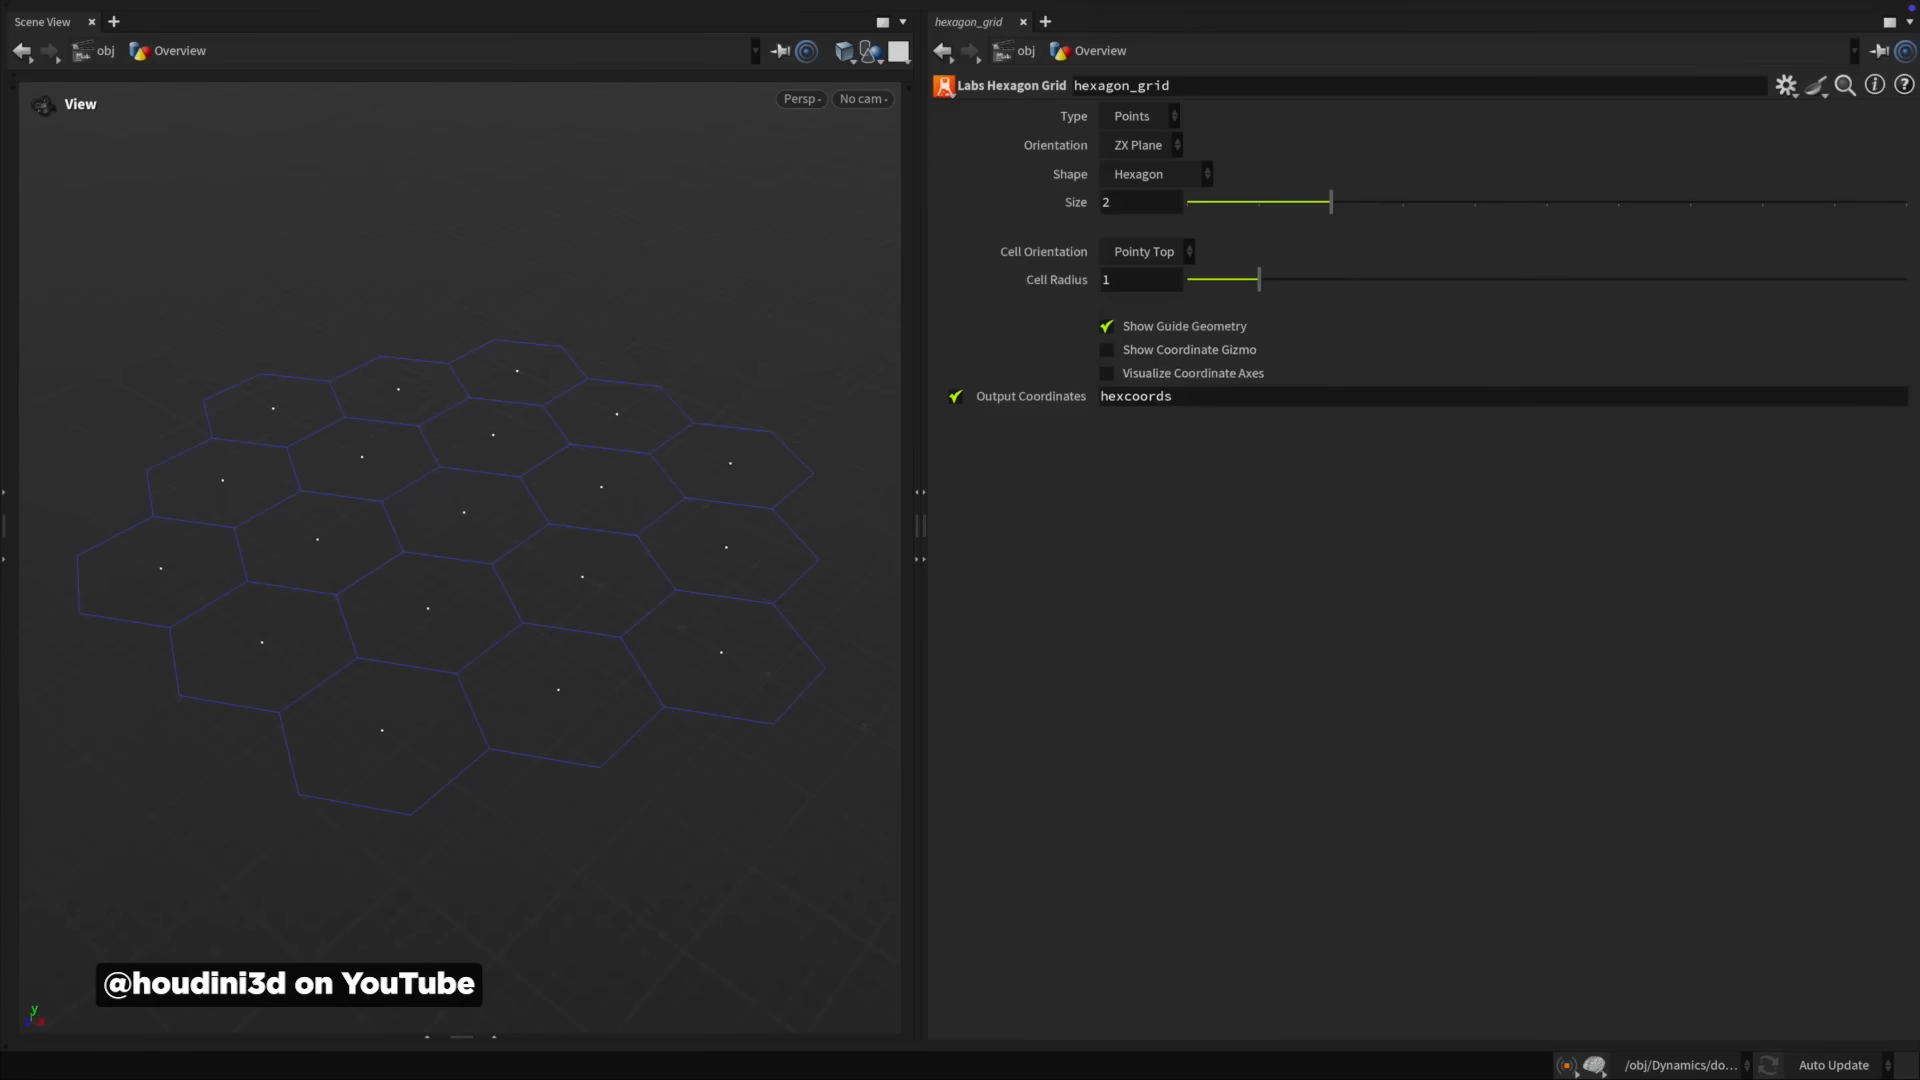 Scene View
obj
Overview
View
Persp
No cam
@houdini3d on YouTube
y
hexagon_grid
obj
Overview
Labs Hexagon Grid
hexagon_grid
Type
Points
Orientation
ZX Plane
Shape
Hexagon
Size
2
Cell Orientation
Pointy Top
Cell Radius
1
Show Guide Geometry
Show Coordinate Gizmo
Visualize Coordinate Axes
Output Coordinates
hexcoords
/obj/Dynamics/do...
Auto Update